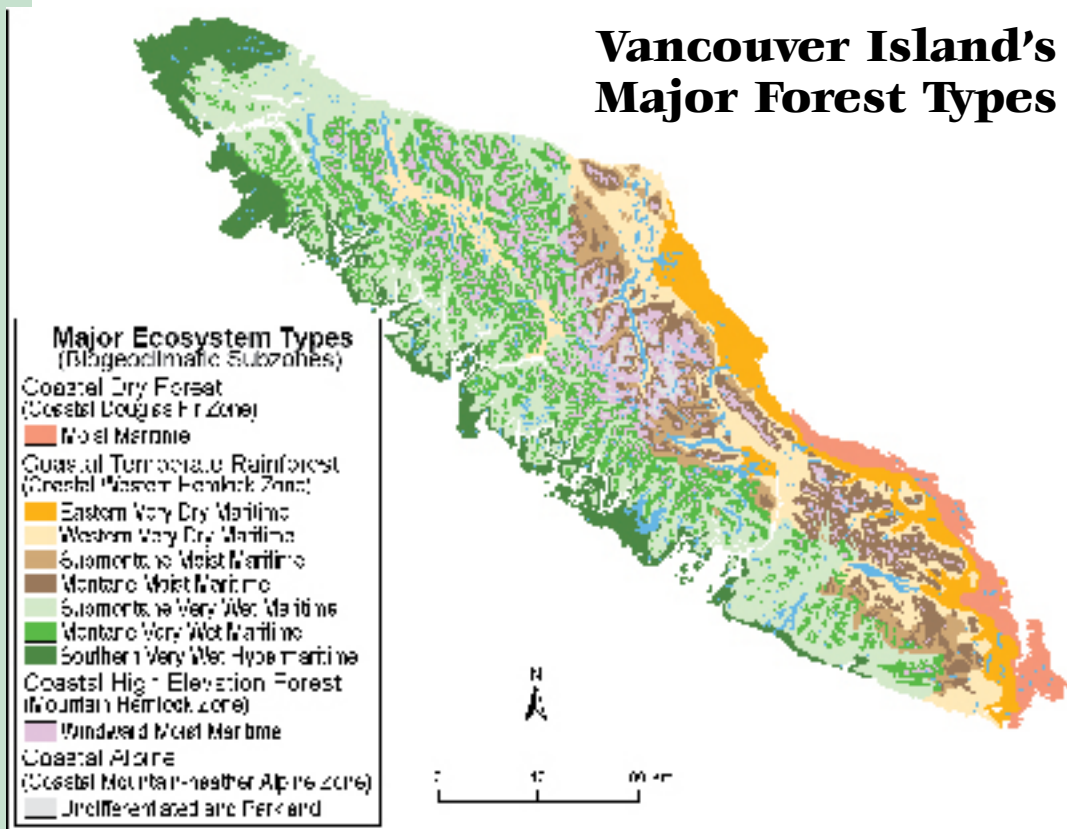 Vancouver Island's
Major Forest Types
Major Ecosystem Types
(Biogeoclimatic Subzones)
Coastal Dry Forest
(Coastal Douglas Fir Zone)
Moist Maritime
Coastal Temperate Rainforest
(Coastal Western Hemlock Zone)
Eastern Very Dry Maritime
Western Very Dry Maritime
Submontane Moist Maritime
Montane Moist Maritime
Submontane Very Wet Maritime
Montane Very Wet Maritime
Southern Very Wet Hypermaritime
Coastal High Elevation Forest
(Mountain Hemlock Zone)
Windward Moist Maritime
Coastal Alpine
(Coastal Mountain-heather Alpine Zone)
Undifferentiated and Parkland
N
km